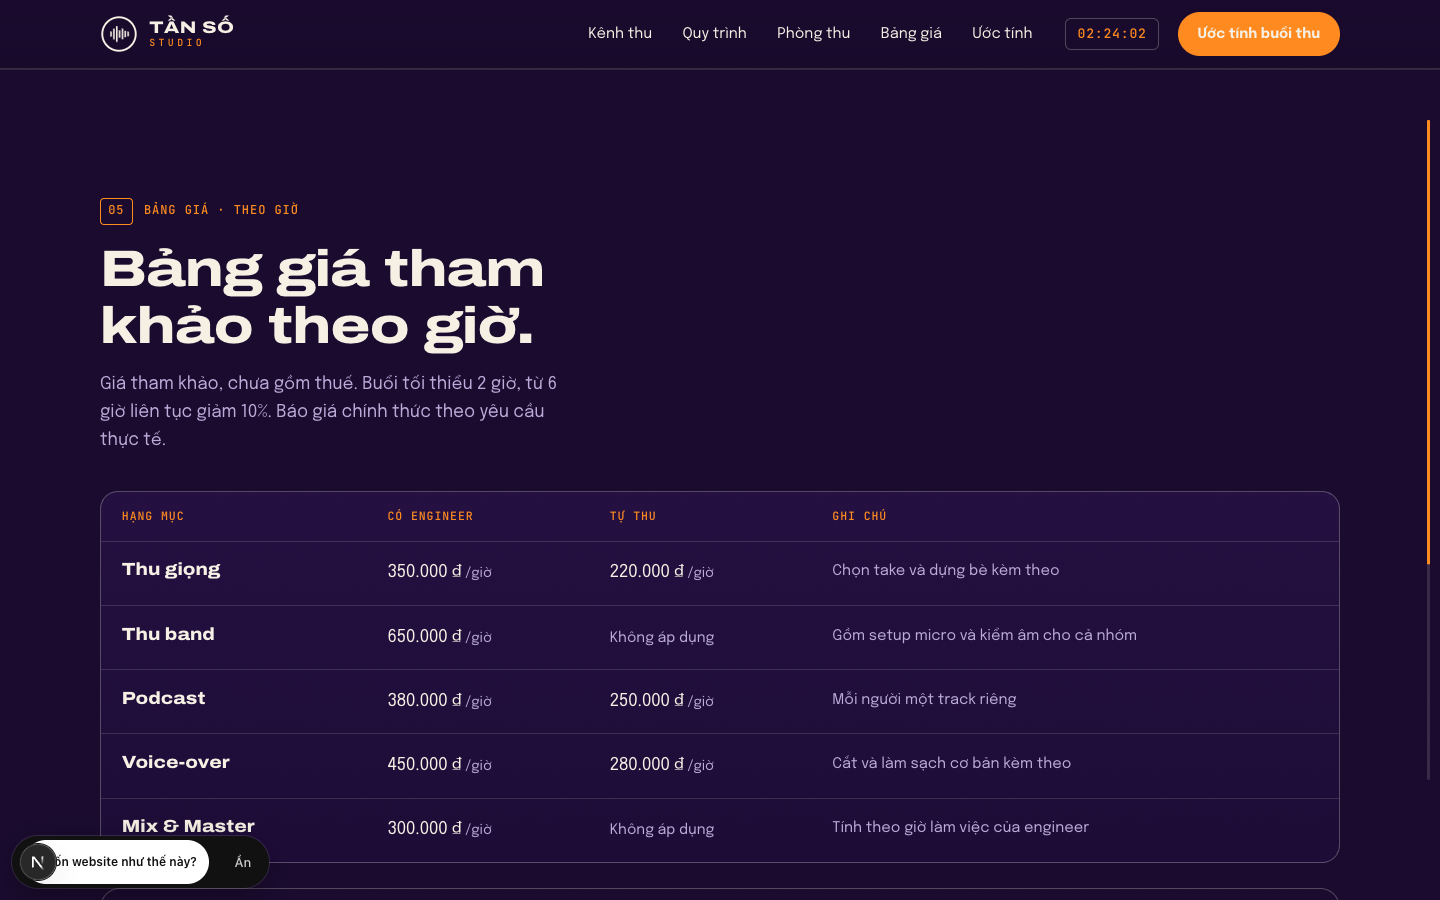 TẦN SỐ
STUDIO
Kênh thu
Quy trình
Phòng thu
Bảng giá
Ước tính
02:24:02
Ước tính buổi thu
05
BẢNG GIÁ · THEO GIỜ
Bảng giá tham
khảo theo giờ.
Giá tham khảo, chưa gồm thuế. Buổi tối thiểu 2 giờ, từ 6
giờ liên tục giảm 10%. Báo giá chính thức theo yêu cầu
thực tế.
HẠNG MỤC
CÓ ENGINEER
TỰ THU
GHI CHÚ
Thu giọng
350.000 ₫ /giờ
220.000 ₫ /giờ
Chọn take và dựng bè kèm theo
Thu band
650.000 ₫ /giờ
Không áp dụng
Gồm setup micro và kiểm âm cho cả nhóm
Podcast
380.000 ₫ /giờ
250.000 ₫ /giờ
Mỗi người một track riêng
Voice-over
450.000 ₫ /giờ
280.000 ₫ /giờ
Cắt và làm sạch cơ bản kèm theo
Mix & Master
300.000 ₫ /giờ
Không áp dụng
Tính theo giờ làm việc của engineer
N
website như thế này?
Ẩn